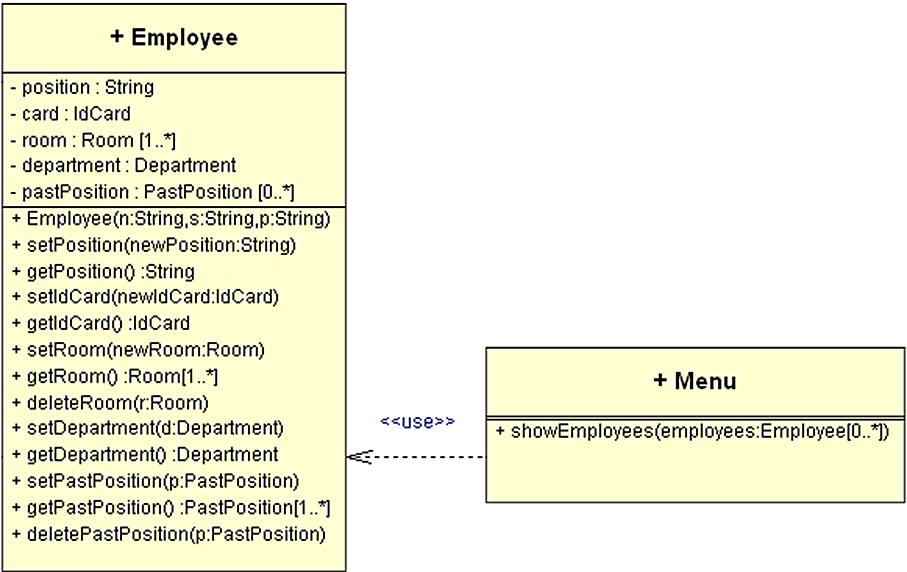 + Employee
- position : String
- card : IdCard
- room : Room [1..*]
- department : Department
- pastPosition : PastPosition [0..*]
+ Employee(n:String,s:String,p:String)
+ setPosition(newPosition:String)
+ getPosition() :String
+ setIdCard(newIdCard:IdCard)
+ getIdCard() :IdCard
+ setRoom(newRoom:Room)
+ getRoom() :Room[1..*]
+ deleteRoom(r:Room)
+ setDepartment(d:Department)
+ getDepartment() :Department
+ setPastPosition(p:PastPosition)
+ getPastPosition() :PastPosition[1..*]
+ deletePastPosition(p:PastPosition)
<<use>>
+ Menu
+ showEmployees(employees:Employee[0..*])